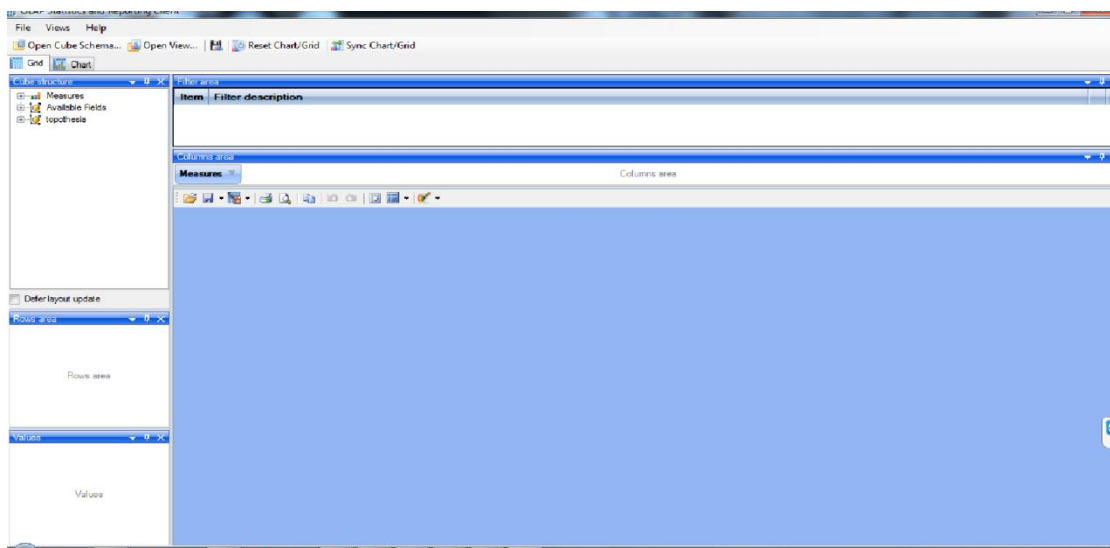 OLAP Statistics and Reporting Client
File Views Help
Open Cube Schema... Open View... Reset Chart/Grid Sync Chart/Grid
Grid Chart
Cube structure
Measures
Available Fields
topothesia
Defer layout update
Rows area
Rows area
Values
Values
Filter area
Item Filter description
Columns area
Measures Columns area